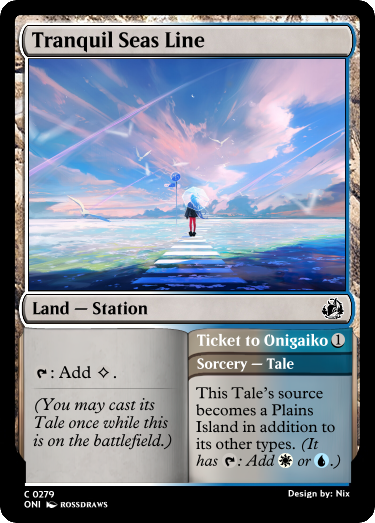 Tranquil Seas Line
Land — Station
: Add .
(You may cast its
Tale once while this
is on the battlefield.)
Ticket to Onigaiko 1
Sorcery — Tale
This Tale's source
becomes a Plains
Island in addition to
its other types. (It
has : Add or .)
C 0279
ONI ROSSDRAWS
Design by: Nix